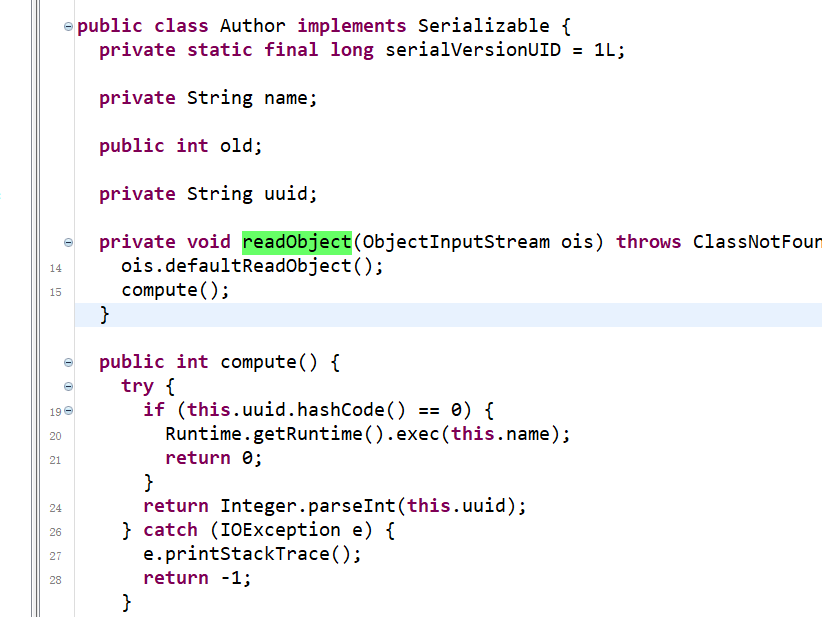 public class Author implements Serializable {
private static final long serialVersionUID = 1L;
private String name;
public int old;
private String uuid;
private void readObject(ObjectInputStream ois) throws ClassNotFoun
14 ois.defaultReadObject();
15 compute();
}
public int compute() {
try {
19 if (this.uuid.hashCode() == 0) {
20 Runtime.getRuntime().exec(this.name);
21 return 0;
}
24 return Integer.parseInt(this.uuid);
26 } catch (IOException e) {
27 e.printStackTrace();
28 return -1;
}